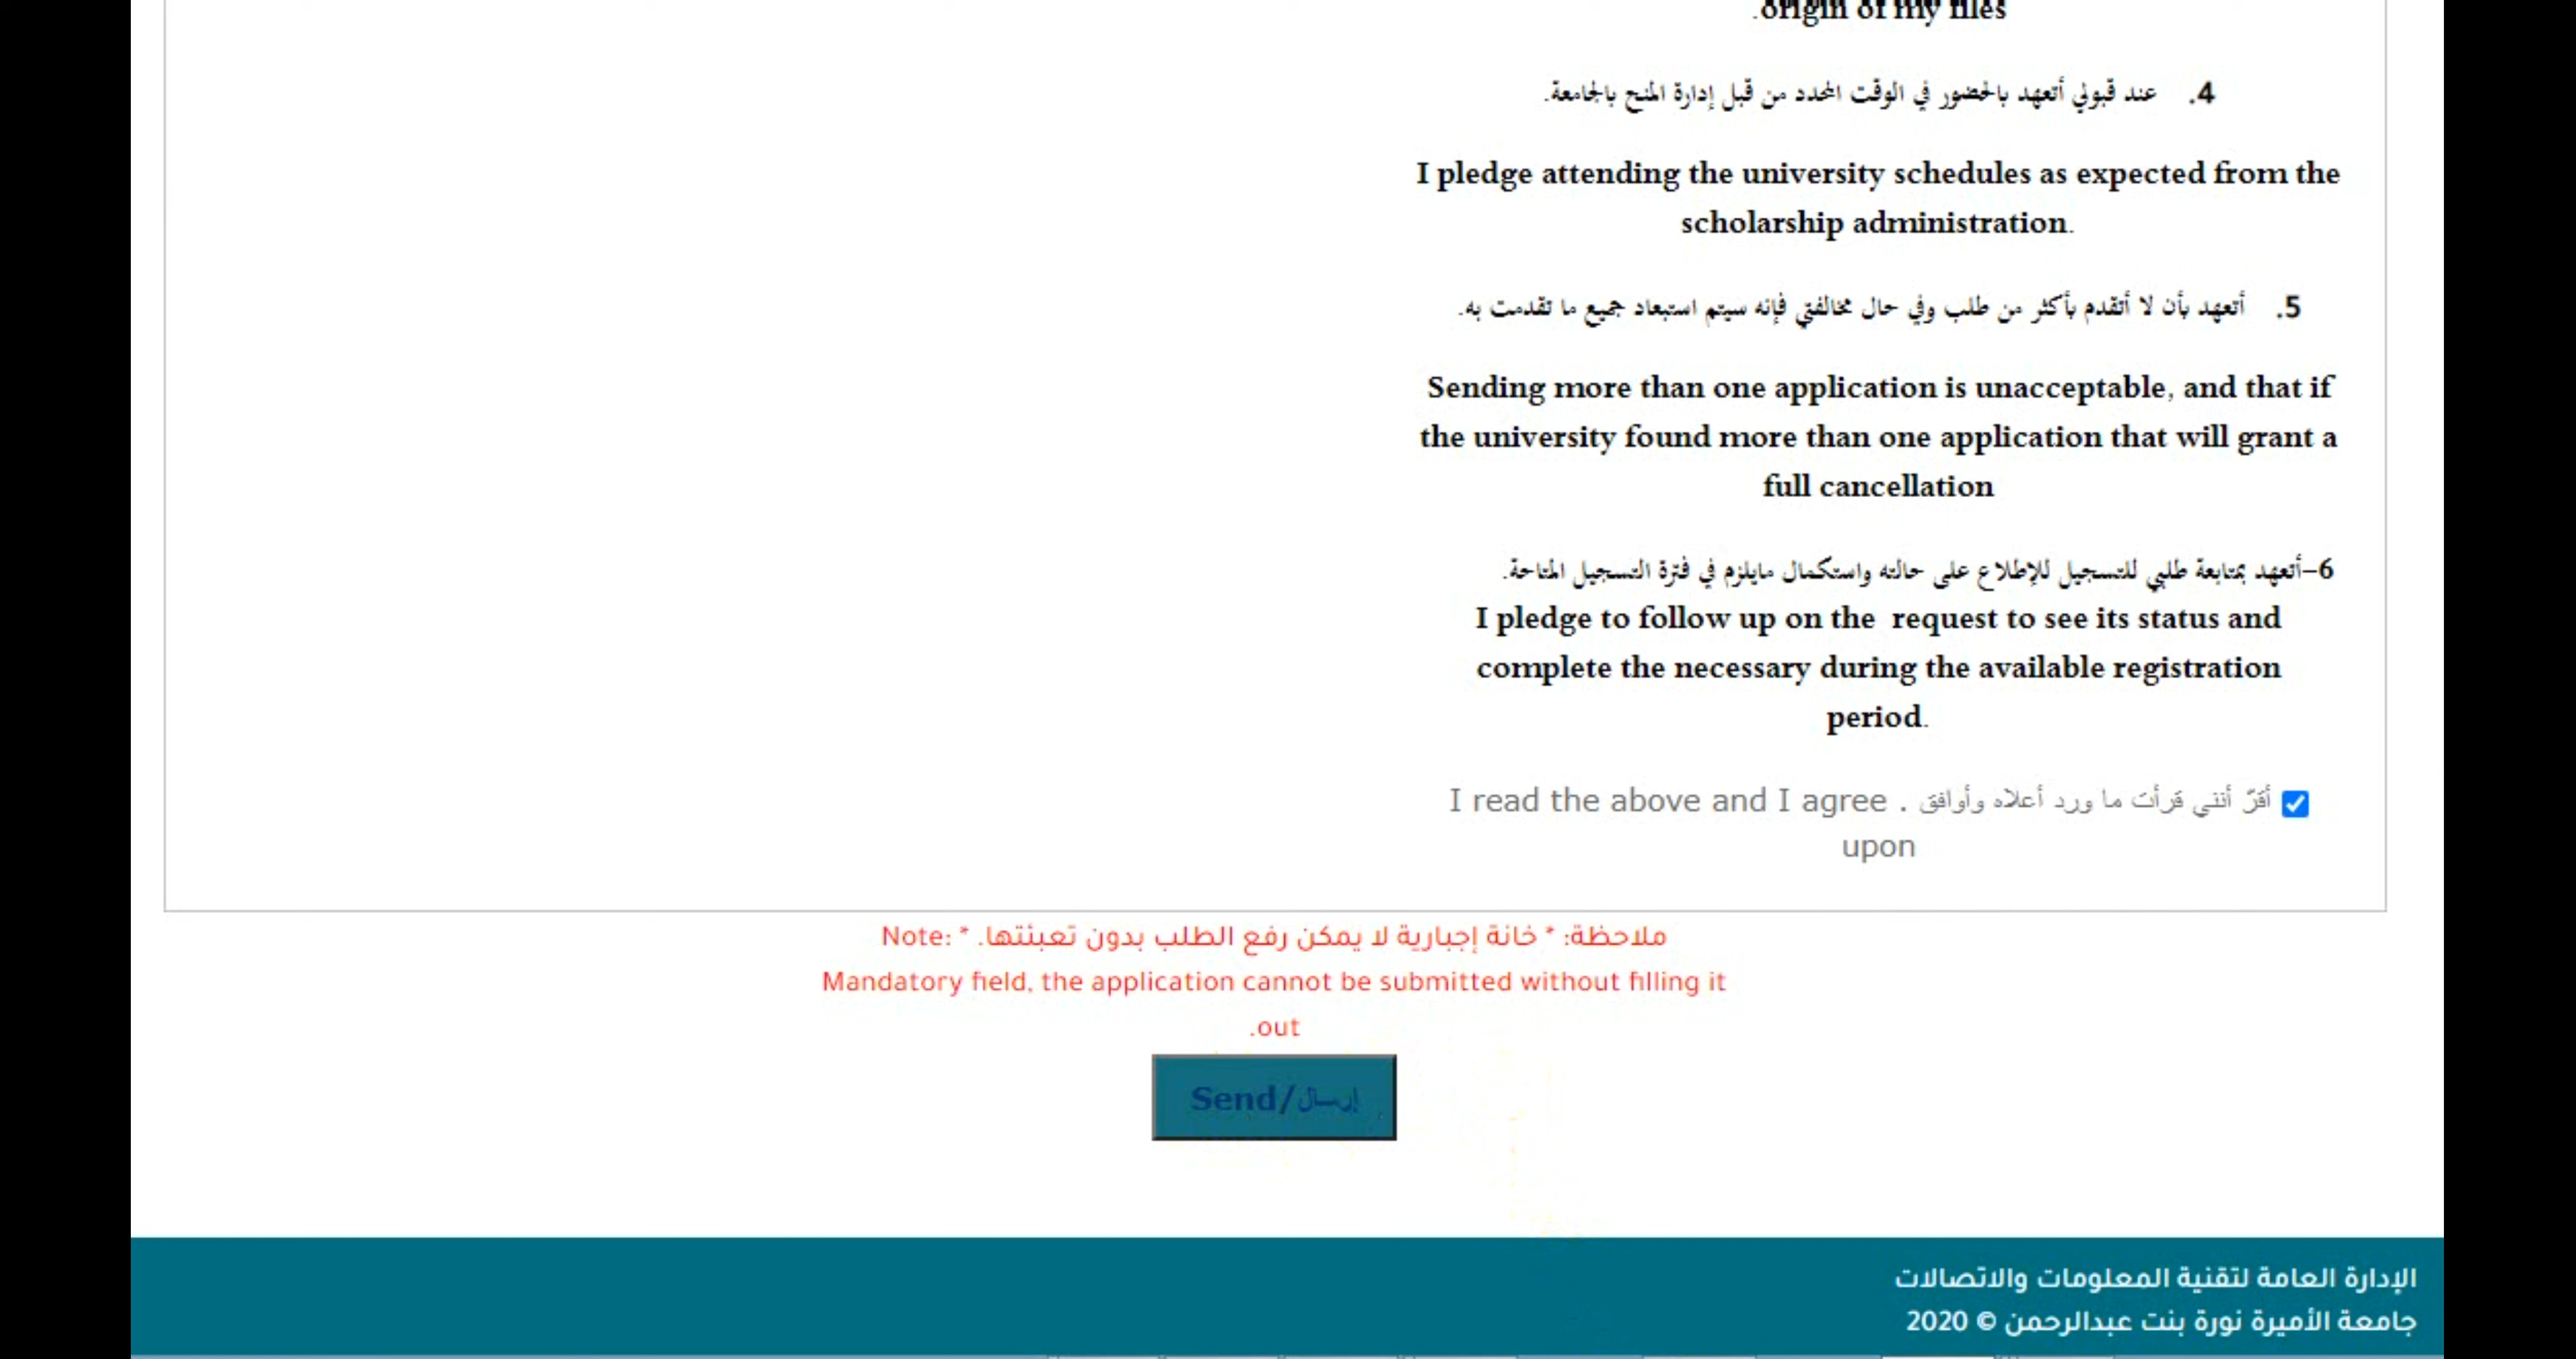 .origin of my files
4. عند قبولي أتعهد بالحضور في الوقت المحدد من قبل إدارة المنح بالجامعة.
I pledge attending the university schedules as expected from the
scholarship administration.
5. أتعهد بأن لا أتقدم بأكثر من طلب وفي حال مخالفتي فإنه سيتم استبعاد جميع ما تقدمت به.
Sending more than one application is unacceptable, and that if
the university found more than one application that will grant a
full cancellation
6-أتعهد بمتابعة طلبي للتسجيل للإطلاع على حالته واستكمال مايلزم في فترة التسجيل المتاحة.
I pledge to follow up on the request to see its status and
complete the necessary during the available registration
period.
أقرّ أنني قرأت ما ورد أعلاه وأوافق . I read the above and I agree
upon
ملاحظة: * خانة إجبارية لا يمكن رفع الطلب بدون تعبئتها. * Note:
Mandatory field, the application cannot be submitted without filling it
.out
إرسال/Send
الإدارة العامة لتقنية المعلومات والاتصالات
جامعة الأميرة نورة بنت عبدالرحمن © 2020